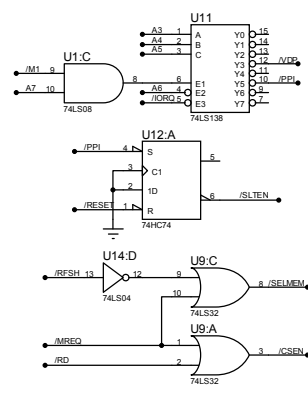 U11
A3 1 A Y0 15
A4 2 B Y1 14
A5 3 C Y2 13
Y3 12 /VDP
U1:C
Y4 11
/M1 9 8 6 E1 Y5 10 /PPI
A7 10 A6 4 E2 Y6 9
/IORQ 5 E3 Y7 7
74LS08 74LS138
U12:A
/PPI 4 S 5
3 C1
2 1D 6 /SLTEN
/RESET 1 R
74HC74
U14:D U9:C
/RFSH 13 12 9
8 /SELMEM
10
74LS04 74LS32
U9:A
/MREQ 1
3 /CSEN
/RD 2
74LS32